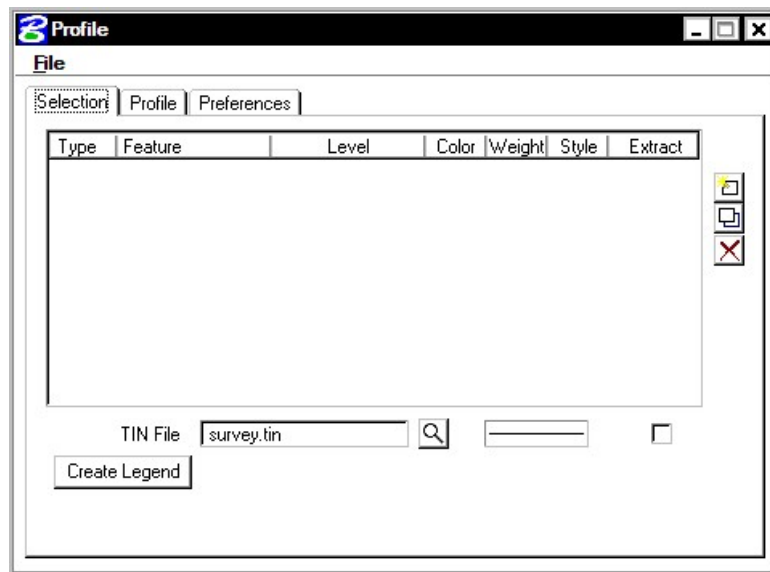 Profile
File
Selection Profile Preferences
Type Feature Level Color Weight Style Extract
TIN File survey.tin
Create Legend